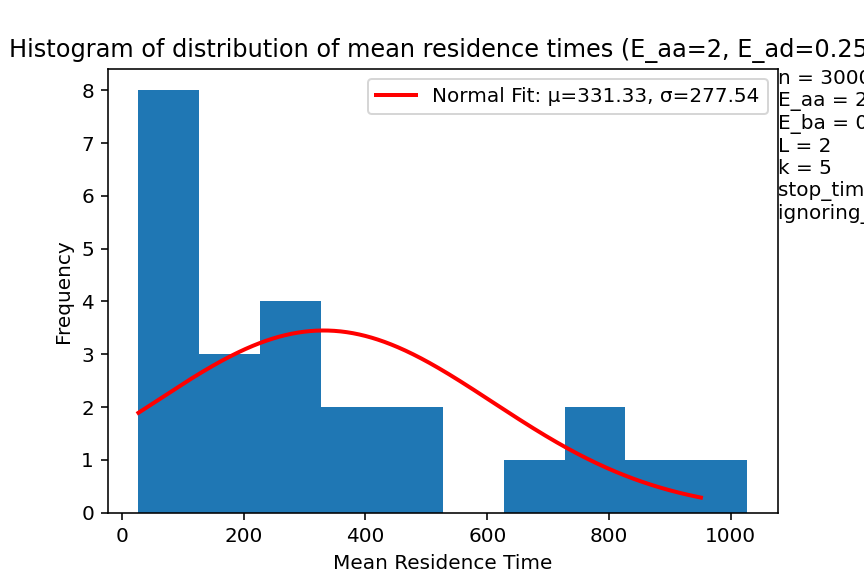 Histogram of distribution of mean residence times (E_aa=2, E_ad=0.25
n = 3000
E_aa = 2
E_ba = 0
L = 2
k = 5
stop_tim
ignoring_
Normal Fit: μ=331.33, σ=277.54
8
7
6
5
4
3
2
1
0
Frequency
0 200 400 600 800 1000
Mean Residence Time